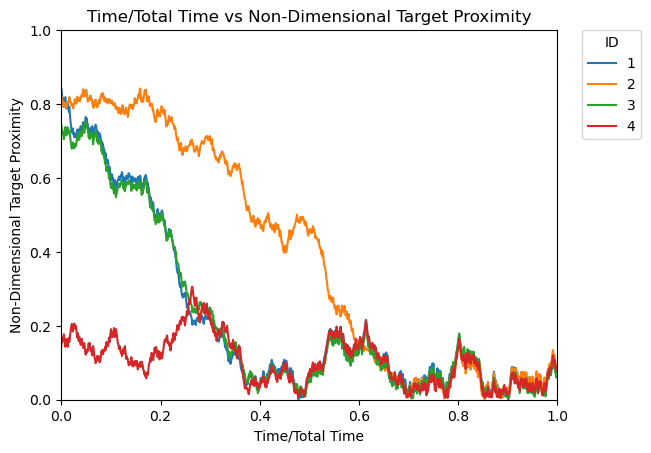 Time/Total Time vs Non-Dimensional Target Proximity
ID
1
2
3
4
1.0
0.8
0.6
0.4
0.2
0.0
Non-Dimensional Target Proximity
0.0 0.2 0.4 0.6 0.8 1.0
Time/Total Time